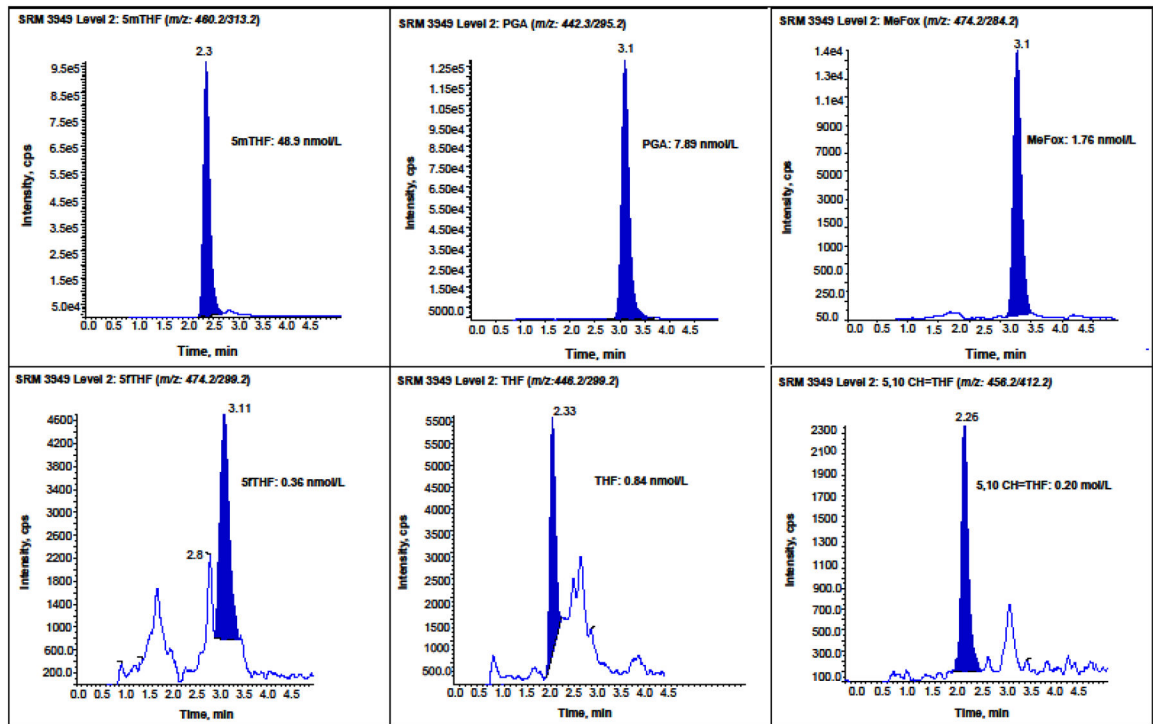 SRM 3949 Level 2: 5mTHF (m/z: 460.2/313.2)
2.3
9.5e5
8.5e5
7.5e5
6.5e5
5.5e5
4.5e5
3.5e5
2.5e5
1.5e5
5.0e4
Intensity, cps
5mTHF: 48.9 nmol/L
0.0 0.5 1.0 1.5 2.0 2.5 3.0 3.5 4.0 4.5
Time, min
SRM 3949 Level 2: PGA (m/z: 442.3/295.2)
3.1
1.25e5
1.15e5
1.05e5
9.50e4
8.50e4
7.50e4
6.50e4
5.50e4
4.50e4
3.50e4
2.50e4
1.50e4
5000.0
Intensity, cps
PGA: 7.89 nmol/L
0.0 0.5 1.0 1.5 2.0 2.5 3.0 3.5 4.0 4.5
Time, min
SRM 3949 Level 2: MeFox (m/z: 474.2/284.2)
3.1
1.4e4
1.3e4
1.1e4
9000
7000
5000
3000
1500
1000
500.0
250.0
50.0
Intensity, cps
MeFox: 1.76 nmol/L
0.0 0.5 1.0 1.5 2.0 2.5 3.0 3.5 4.0 4.5
Time, min
SRM 3949 Level 2: 5fTHF (m/z: 474.2/299.2)
3.11
2.8
4600
4200
3800
3400
3000
2600
2200
1800
1400
1000
600.0
200.0
Intensity, cps
5fTHF: 0.36 nmol/L
0.0 0.5 1.0 1.5 2.0 2.5 3.0 3.5 4.0 4.5
Time, min
SRM 3949 Level 2: THF (m/z:446.2/299.2)
2.33
5500
5000
4500
4000
3500
3000
2500
2000
1500
1000
500.0
Intensity, cps
THF: 0.84 nmol/L
0.0 0.5 1.0 1.5 2.0 2.5 3.0 3.5 4.0 4.5
Time, min
SRM 3949 Level 2: 5,10 CH=THF (m/z: 456.2/412.2)
2.26
2300
2100
1900
1700
1500
1300
1100
900.0
700.0
500.0
300.0
100.0
Intensity, cps
5,10 CH=THF: 0.20 mol/L
0.0 0.5 1.0 1.5 2.0 2.5 3.0 3.5 4.0 4.5
Time, min